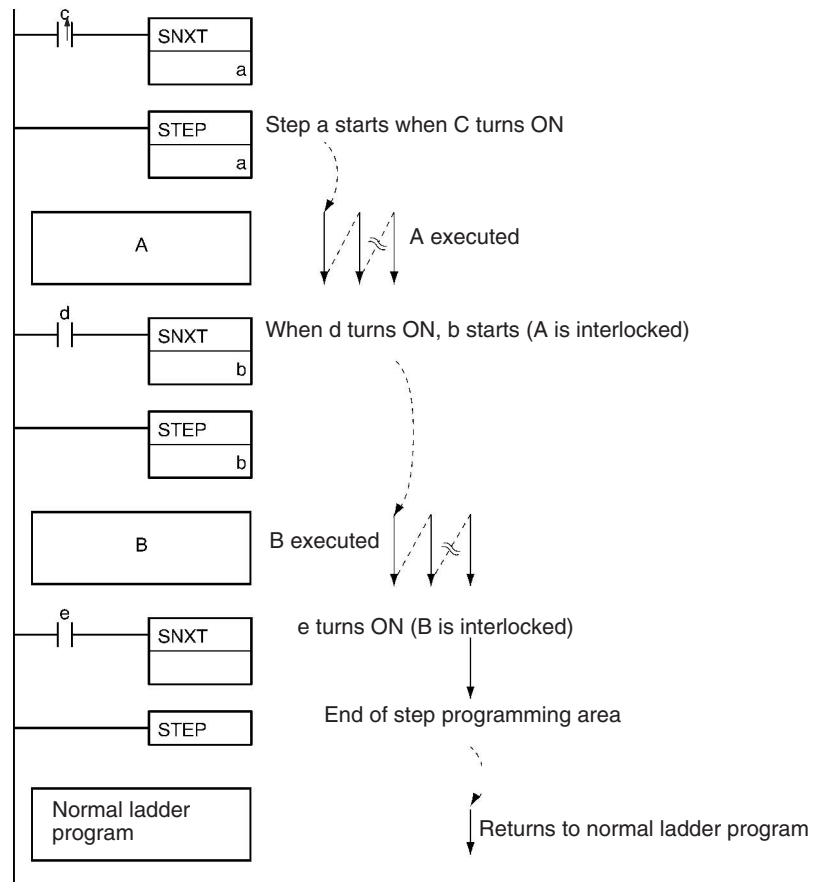 c
SNXT
a
STEP
a
Step a starts when C turns ON
A
A executed
d
SNXT
b
When d turns ON, b starts (A is interlocked)
STEP
b
B
B executed
e
SNXT
e turns ON (B is interlocked)
End of step programming area
STEP
Normal ladder
program
Returns to normal ladder program